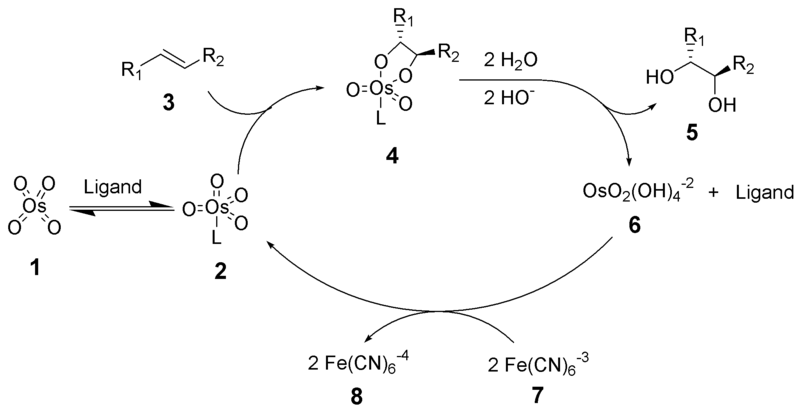 R1
R2
3
O
O
Os
O
O
L
R1
R2
4
2 H2O
2 HO-
R1
R2
HO
OH
5
O
O
Os
O
O
1
Ligand
O
O
Os
O
O
L
2
OsO2(OH)4-2 + Ligand
6
2 Fe(CN)6-4
8
2 Fe(CN)6-3
7